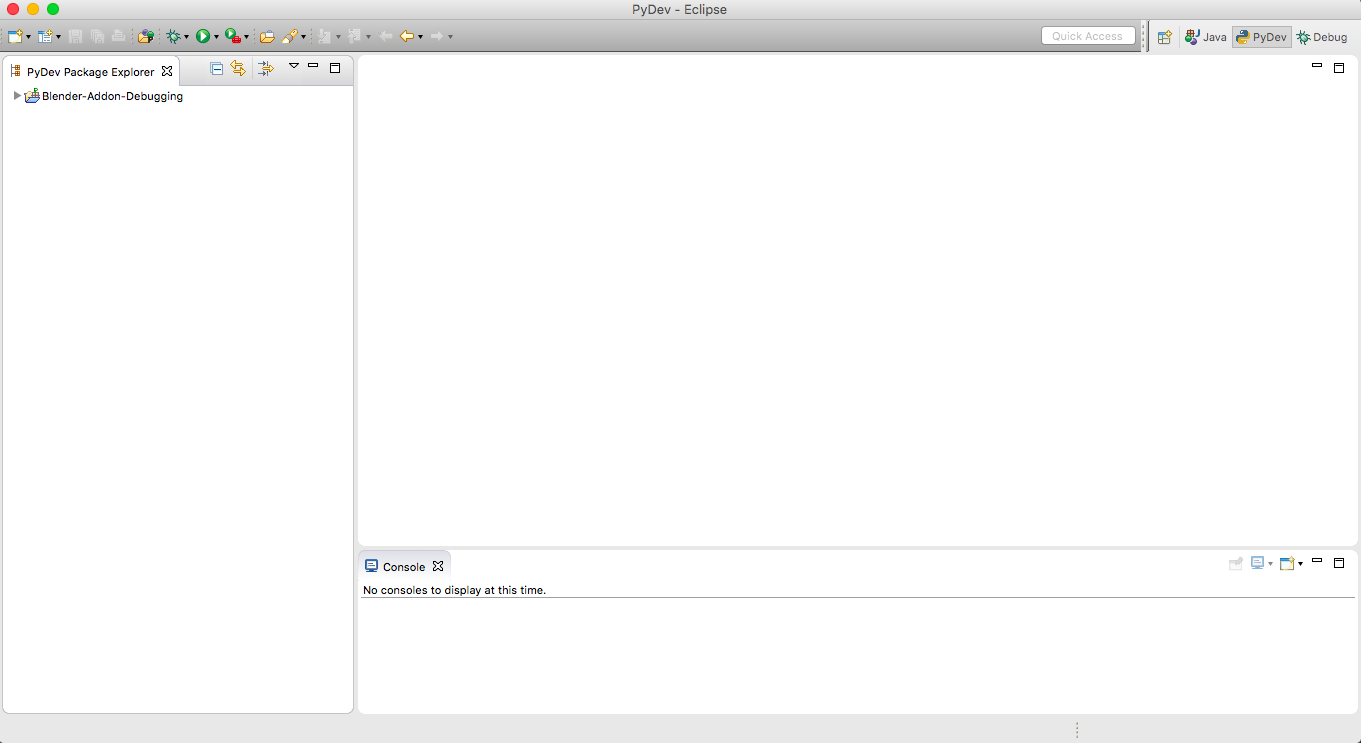 PyDev - Eclipse
Quick Access
Java
PyDev
Debug
PyDev Package Explorer
Blender-Addon-Debugging
Console
No consoles to display at this time.